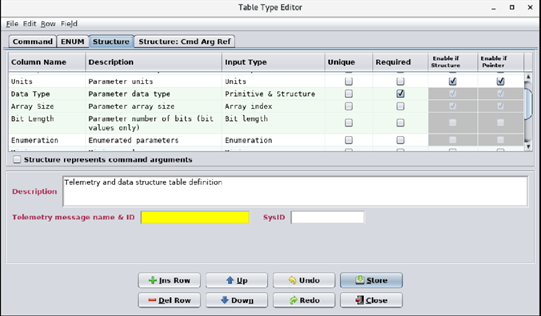 Table Type Editor
File Edit Row Field
Command ENUM Structure Structure: Cmd Arg Ref
Column Name Description Input Type Unique Required Enable if Structure Enable if Pointer
Units Parameter units Units
Data Type Parameter data type Primitive & Structure
Array Size Parameter array size Array index
Bit Length Parameter number of bits (bit values only) Bit length
Enumeration Enumerated parameters Enumeration
Structure represents command arguments
Description Telemetry and data structure table definition
Telemetry message name & ID SysID
Ins Row Up Undo Store
Del Row Down Redo Close